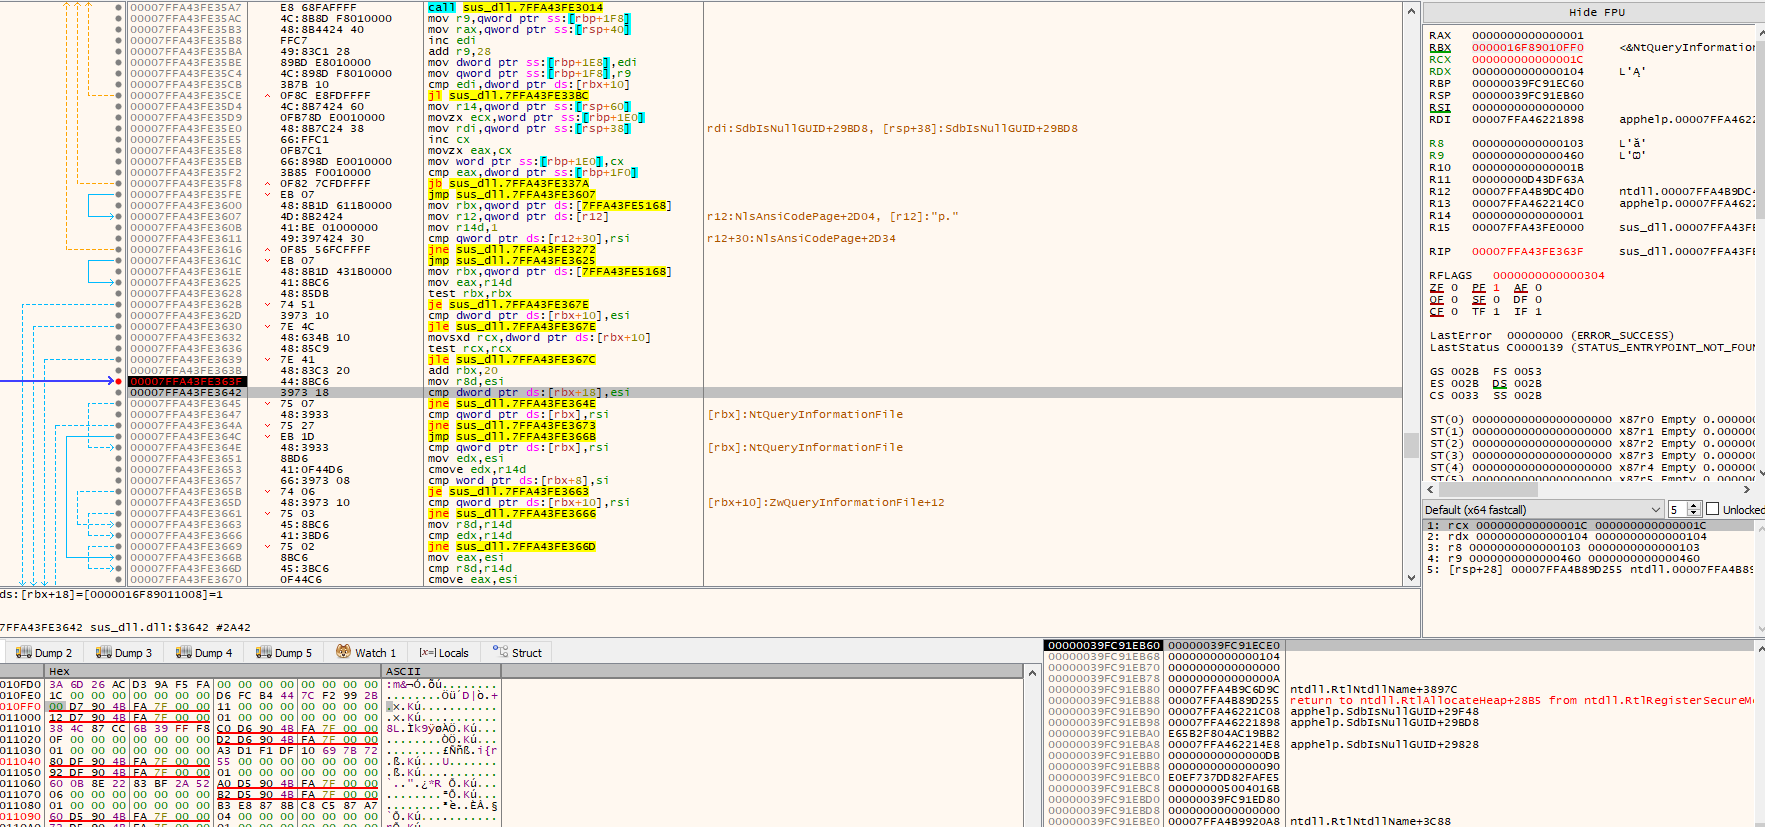 00007FFA43FE35A7 E8 68FAFFFF call sus_dll.7FFA43FE3014
00007FFA43FE35AC 4C:8B8D F8010000 mov r9,qword ptr ss:[rbp+1F8]
00007FFA43FE35B3 48:8B4424 40 mov rax,qword ptr ss:[rsp+40]
00007FFA43FE35B8 FFC7 inc edi
00007FFA43FE35BA 49:83C1 28 add r9,28
00007FFA43FE35BE 89BD E8010000 mov dword ptr ss:[rbp+1E8],edi
00007FFA43FE35C4 4C:898D F8010000 mov qword ptr ss:[rbp+1F8],r9
00007FFA43FE35CB 3B7B 10 cmp edi,dword ptr ds:[rbx+10]
00007FFA43FE35CE 0F8C E8FDFFFF jl sus_dll.7FFA43FE33BC
00007FFA43FE35D4 4C:8B7424 60 mov r14,qword ptr ss:[rsp+60]
00007FFA43FE35D9 0FB78D E0010000 movzx ecx,word ptr ss:[rbp+1E0]
00007FFA43FE35E0 48:8B7C24 38 mov rdi,qword ptr ss:[rsp+38] rdi:SdbIsNullGUID+29BD8, [rsp+38]:SdbIsNullGUID+29BD8
00007FFA43FE35E5 66:FFC1 inc cx
00007FFA43FE35E8 0FB7C1 movzx eax,cx
00007FFA43FE35EB 66:898D E0010000 mov word ptr ss:[rbp+1E0],cx
00007FFA43FE35F2 3B85 F0010000 cmp eax,dword ptr ss:[rbp+1F0]
00007FFA43FE35F8 0F82 7CFDFFFF jb sus_dll.7FFA43FE337A
00007FFA43FE35FE EB 07 jmp sus_dll.7FFA43FE3607
00007FFA43FE3600 48:8B1D 611B0000 mov rbx,qword ptr ds:[7FFA43FE5168]
00007FFA43FE3607 4D:8B2424 mov r12,qword ptr ds:[r12] r12:NlsAnsiCodePage+2D04, [r12]:"p."
00007FFA43FE360B 41:BE 01000000 mov r14d,1
00007FFA43FE3611 49:397424 30 cmp qword ptr ds:[r12+30],rsi r12+30:NlsAnsiCodePage+2D34
00007FFA43FE3616 0F85 56FCFFFF jne sus_dll.7FFA43FE3272
00007FFA43FE361C EB 07 jmp sus_dll.7FFA43FE3625
00007FFA43FE361E 48:8B1D 431B0000 mov rbx,qword ptr ds:[7FFA43FE5168]
00007FFA43FE3625 41:8BC6 mov eax,r14d
00007FFA43FE3628 48:85DB test rbx,rbx
00007FFA43FE362B 74 51 je sus_dll.7FFA43FE367E
00007FFA43FE362D 3973 10 cmp dword ptr ds:[rbx+10],esi
00007FFA43FE3630 7E 4C jle sus_dll.7FFA43FE367E
00007FFA43FE3632 48:634B 10 movsxd rcx,dword ptr ds:[rbx+10]
00007FFA43FE3636 48:85C9 test rcx,rcx
00007FFA43FE3639 7E 41 jle sus_dll.7FFA43FE367C
00007FFA43FE363B 48:83C3 20 add rbx,20
00007FFA43FE363F 44:8BC6 mov r8d,esi
00007FFA43FE3642 3973 18 cmp dword ptr ds:[rbx+18],esi
00007FFA43FE3645 75 07 jne sus_dll.7FFA43FE364E
00007FFA43FE3647 48:3933 cmp qword ptr ds:[rbx],rsi [rbx]:NtQueryInformationFile
00007FFA43FE364A 75 27 jne sus_dll.7FFA43FE3673
00007FFA43FE364C EB 1D jmp sus_dll.7FFA43FE366B
00007FFA43FE364E 48:3933 cmp qword ptr ds:[rbx],rsi [rbx]:NtQueryInformationFile
00007FFA43FE3651 8BD6 mov edx,esi
00007FFA43FE3653 41:0F44D6 cmove edx,r14d
00007FFA43FE3657 66:3973 08 cmp word ptr ds:[rbx+8],si
00007FFA43FE365B 74 06 je sus_dll.7FFA43FE3663
00007FFA43FE365D 48:3973 10 cmp qword ptr ds:[rbx+10],rsi [rbx+10]:ZwQueryInformationFile+12
00007FFA43FE3661 75 03 jne sus_dll.7FFA43FE3666
00007FFA43FE3663 45:8BC6 mov r8d,r14d
00007FFA43FE3666 41:3BD6 cmp edx,r14d
00007FFA43FE3669 75 02 jne sus_dll.7FFA43FE366D
00007FFA43FE366B 8BC6 mov eax,esi
00007FFA43FE366D 45:3BC6 cmp r8d,r14d
00007FFA43FE3670 0F44C6 cmove eax,esi
ds:[rbx+18]=[0000016F89011008]=1
7FFA43FE3642 sus_dll.dll:$3642 #2A42
Hide FPU
RAX 0000000000000001
RBX 0000016F89010FF0 <&NtQueryInformation
RCX 000000000000001C
RDX 0000000000000104 L'Ą'
RBP 00000039FC91EC60
RSP 00000039FC91EB60
RSI 0000000000000000
RDI 00007FFA46221898 apphelp.00007FFA4622
R8 0000000000000103 L'ă'
R9 0000000000000460 L'Ѡ'
R10 000000000000001B
R11 00000000D43DF63A
R12 00007FFA4B9DC4D0 ntdll.00007FFA4B9DC4
R13 00007FFA462214C0 apphelp.00007FFA4622
R14 0000000000000001
R15 00007FFA43FE0000 sus_dll.00007FFA43FE
RIP 00007FFA43FE363F sus_dll.00007FFA43FE
RFLAGS 0000000000000304
ZF 0 PF 1 AF 0
OF 0 SF 0 DF 0
CF 0 TF 1 IF 1
LastError 00000000 (ERROR_SUCCESS)
LastStatus C0000139 (STATUS_ENTRYPOINT_NOT_FOUN
GS 002B FS 0053
ES 002B DS 002B
CS 0033 SS 002B
ST(0) 00000000000000000000 x87r0 Empty 0.0000
ST(1) 00000000000000000000 x87r1 Empty 0.0000
ST(2) 00000000000000000000 x87r2 Empty 0.0000
ST(3) 00000000000000000000 x87r3 Empty 0.0000
ST(4) 00000000000000000000 x87r4 Empty 0.0000
Default (x64 fastcall) 5 Unlocked
1: rcx 000000000000001C 000000000000001C
2: rdx 0000000000000104 0000000000000104
3: r8 0000000000000103 0000000000000103
4: r9 0000000000000460 0000000000000460
5: [rsp+28] 00007FFA4B89D255 ntdll.00007FFA4B89
Dump 2 Dump 3 Dump 4 Dump 5 Watch 1 [x=] Locals Struct
Hex ASCII
010FD0 3A 6D 26 AC D3 9A F5 FA 00 00 00 00 00 00 00 00
010FE0 1C 00 00 00 00 00 00 00 D6 FC B4 44 7C F2 99 2B
010FF0 00 D7 90 4B FA 7F 00 00 11 00 00 00 00 00 00 00
011000 12 D7 90 4B FA 7F 00 00 01 00 00 00 00 00 00 00
011010 38 4C 87 CC 6B 39 FF F8 C0 D6 90 4B FA 7F 00 00
011020 0F 00 00 00 00 00 00 00 D2 D6 90 4B FA 7F 00 00
011030 01 00 00 00 00 00 00 00 A3 D1 F1 DF 10 69 7B 72
011040 80 DF 90 4B FA 7F 00 00 55 00 00 00 00 00 00 00
011050 92 DF 90 4B FA 7F 00 00 01 00 00 00 00 00 00 00
011060 60 0B 8E 22 83 BF 2A 52 A0 D5 90 4B FA 7F 00 00
011070 06 00 00 00 00 00 00 00 B2 D5 90 4B FA 7F 00 00
011080 01 00 00 00 00 00 00 00 B3 E8 87 8B C8 C5 87 A7
011090 60 D5 90 4B FA 7F 00 00 04 00 00 00 00 00 00 00
00000039FC91EB60 00000039FC91ECE0
00000039FC91EB68 0000000000000104
00000039FC91EB70 0000000000000000
00000039FC91EB78 000000000000000A
00000039FC91EB80 00007FFA4B9C6D9C ntdll.RtlNtdllName+3897C
00000039FC91EB88 00007FFA4B89D255 return to ntdll.RtlAllocateHeap+28B5 from ntdll.RtlRegisterSecureMe
00000039FC91EB90 00007FFA46221C08 apphelp.SdbIsNullGUID+29F48
00000039FC91EB98 00007FFA46221898 apphelp.SdbIsNullGUID+29BD8
00000039FC91EBA0 E65B2F804AC19BB2
00000039FC91EBA8 00007FFA462214E8 apphelp.SdbIsNullGUID+29828
00000039FC91EBB0 00000000000000DB
00000039FC91EBB8 0000000000000090
00000039FC91EBC0 E0EF737DD82FAFE5
00000039FC91EBC8 000000005004016B
00000039FC91EBD0 00000039FC91ED80
00000039FC91EBD8 0000000000000000
00000039FC91EBE0 00007FFA4B9920A8 ntdll.RtlNtdllName+3C88